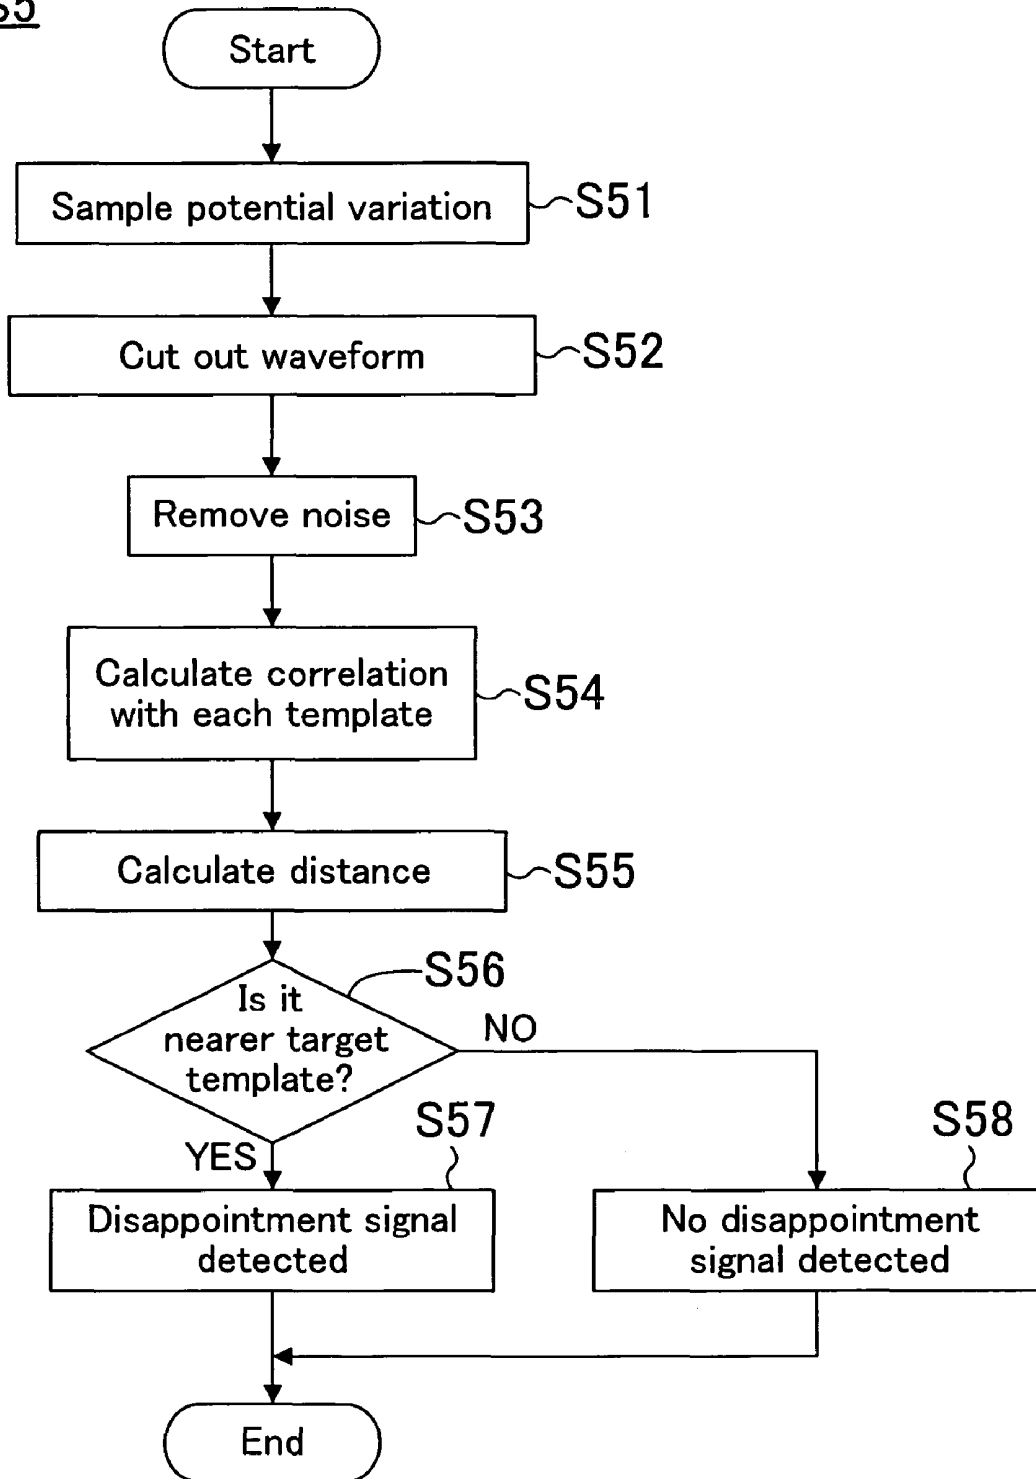 S5
Start
Sample potential variation
S51
Cut out waveform
S52
Remove noise
S53
Calculate correlation
with each template
S54
Calculate distance
S55
S56
Is it
nearer target
template?
NO
YES
S57
Disappointment signal
detected
S58
No disappointment
signal detected
End